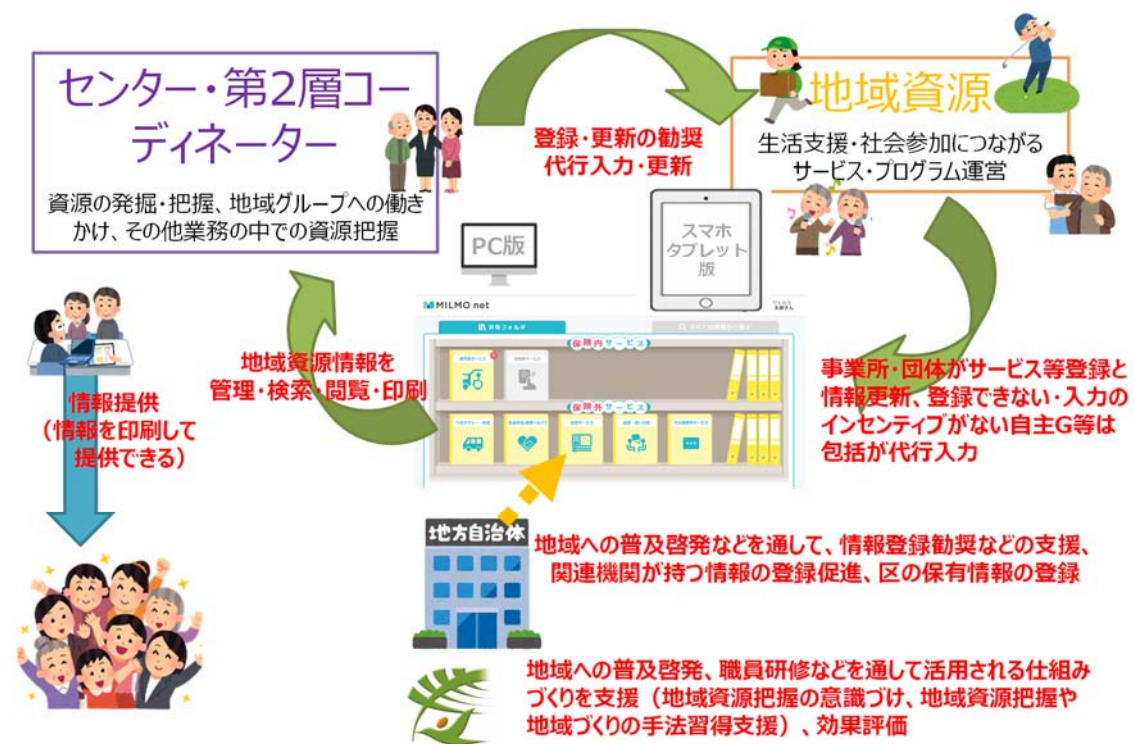 センター・第2層コー
ディネーター
資源の発掘・把握、地域グループへの働き
かけ、その他業務の中での資源把握
登録・更新の勧奨
代行入力・更新
地域資源
生活支援・社会参加につながる
サービス・プログラム運営
PC版
スマホ
タブレット
版
MILMO net
共有フォルダ
保険内サービス
保険外サービス
地域資源情報を
管理・検索・閲覧・印刷
事業所・団体がサービス等登録と
情報更新、登録できない・入力の
インセンティブがない自主G等は
包括が代行入力
情報提供
（情報を印刷して
提供できる）
地方自治体
地域への普及啓発などを通して、情報登録勧奨などの支援、
関連機関が持つ情報の登録促進、区の保有情報の登録
地域への普及啓発、職員研修などを通して活用される仕組み
づくりを支援（地域資源把握の意識づけ、地域資源把握や
地域づくりの手法習得支援）、効果評価